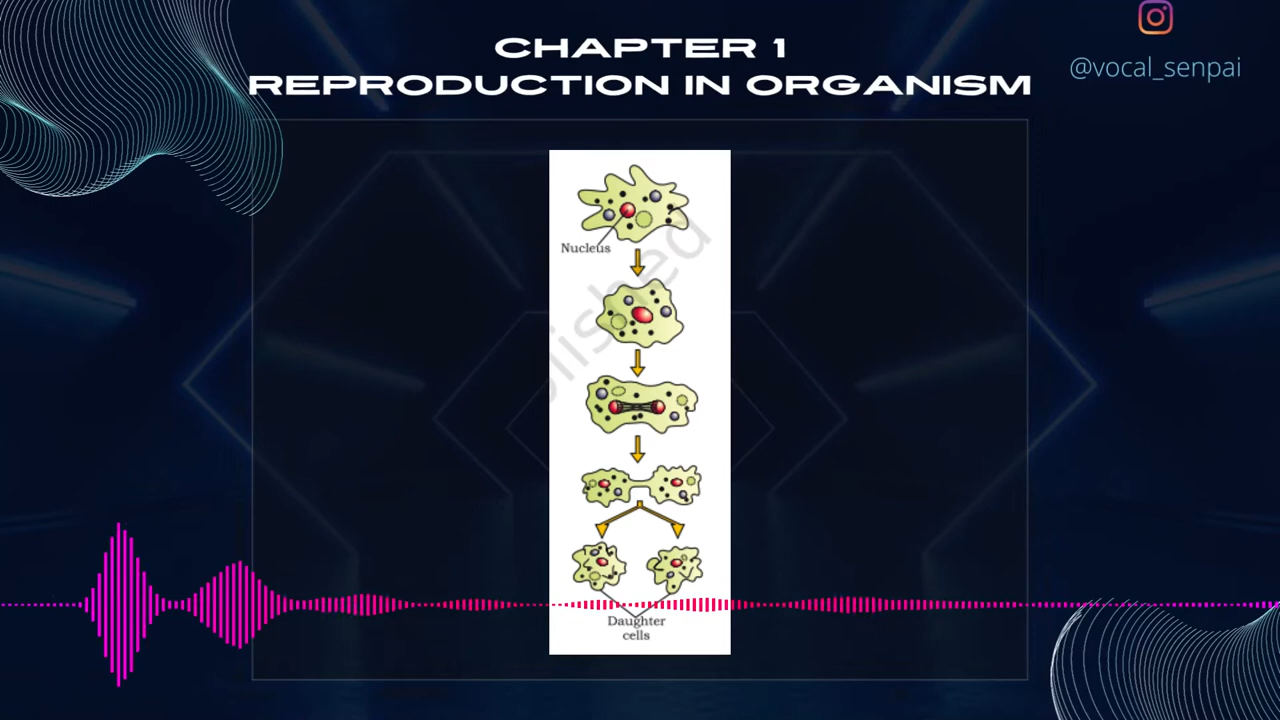 CHAPTER 1
REPRODUCTION IN ORGANISM
@vocal_senpai
Nucleus
Daughter
cells